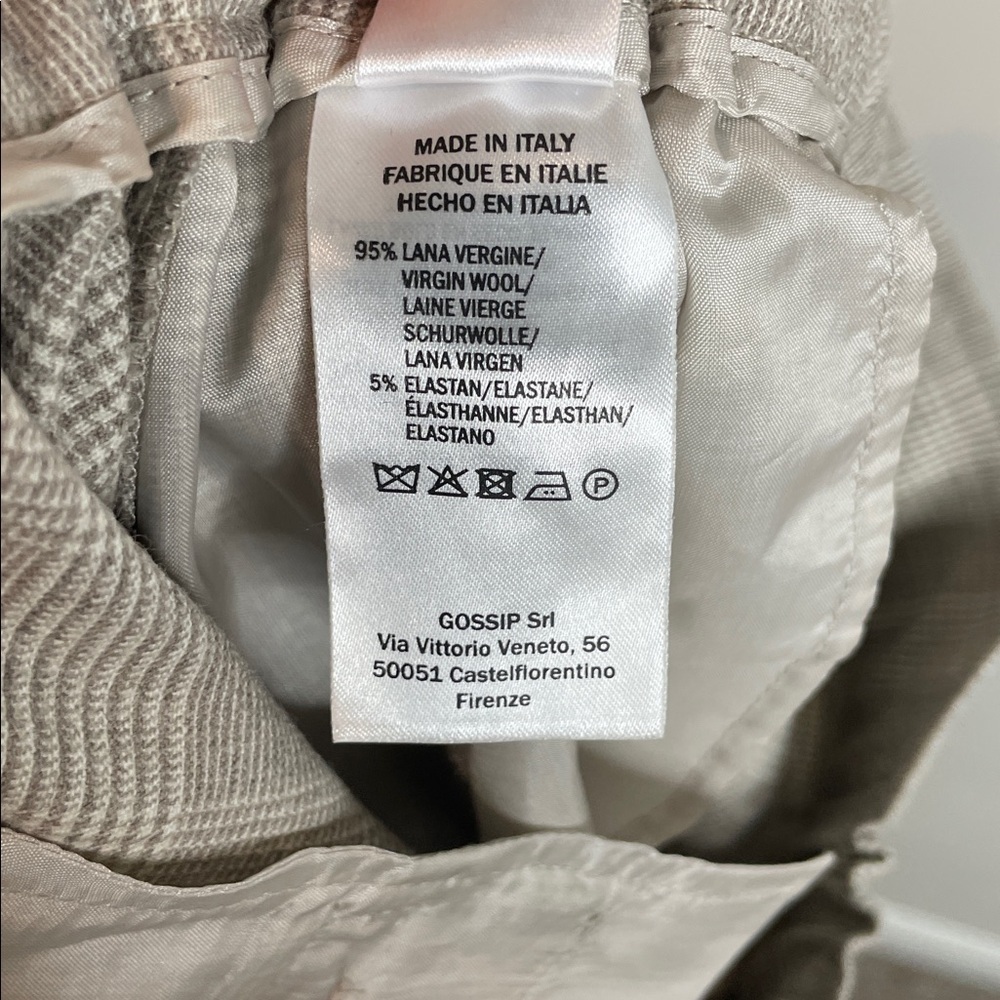 MADE IN ITALY
FABRIQUE EN ITALIE
HECHO EN ITALIA
95% LANA VERGINE/
VIRGIN WOOL/
LAINE VIERGE
SCHURWOLLE/
LANA VIRGEN
5% ELASTAN/ELASTANE/
ÉLASTHANNE/ELASTHAN/
ELASTANO
P
GOSSIP Srl
Via Vittorio Veneto, 56
50051 Castelfiorentino
Firenze